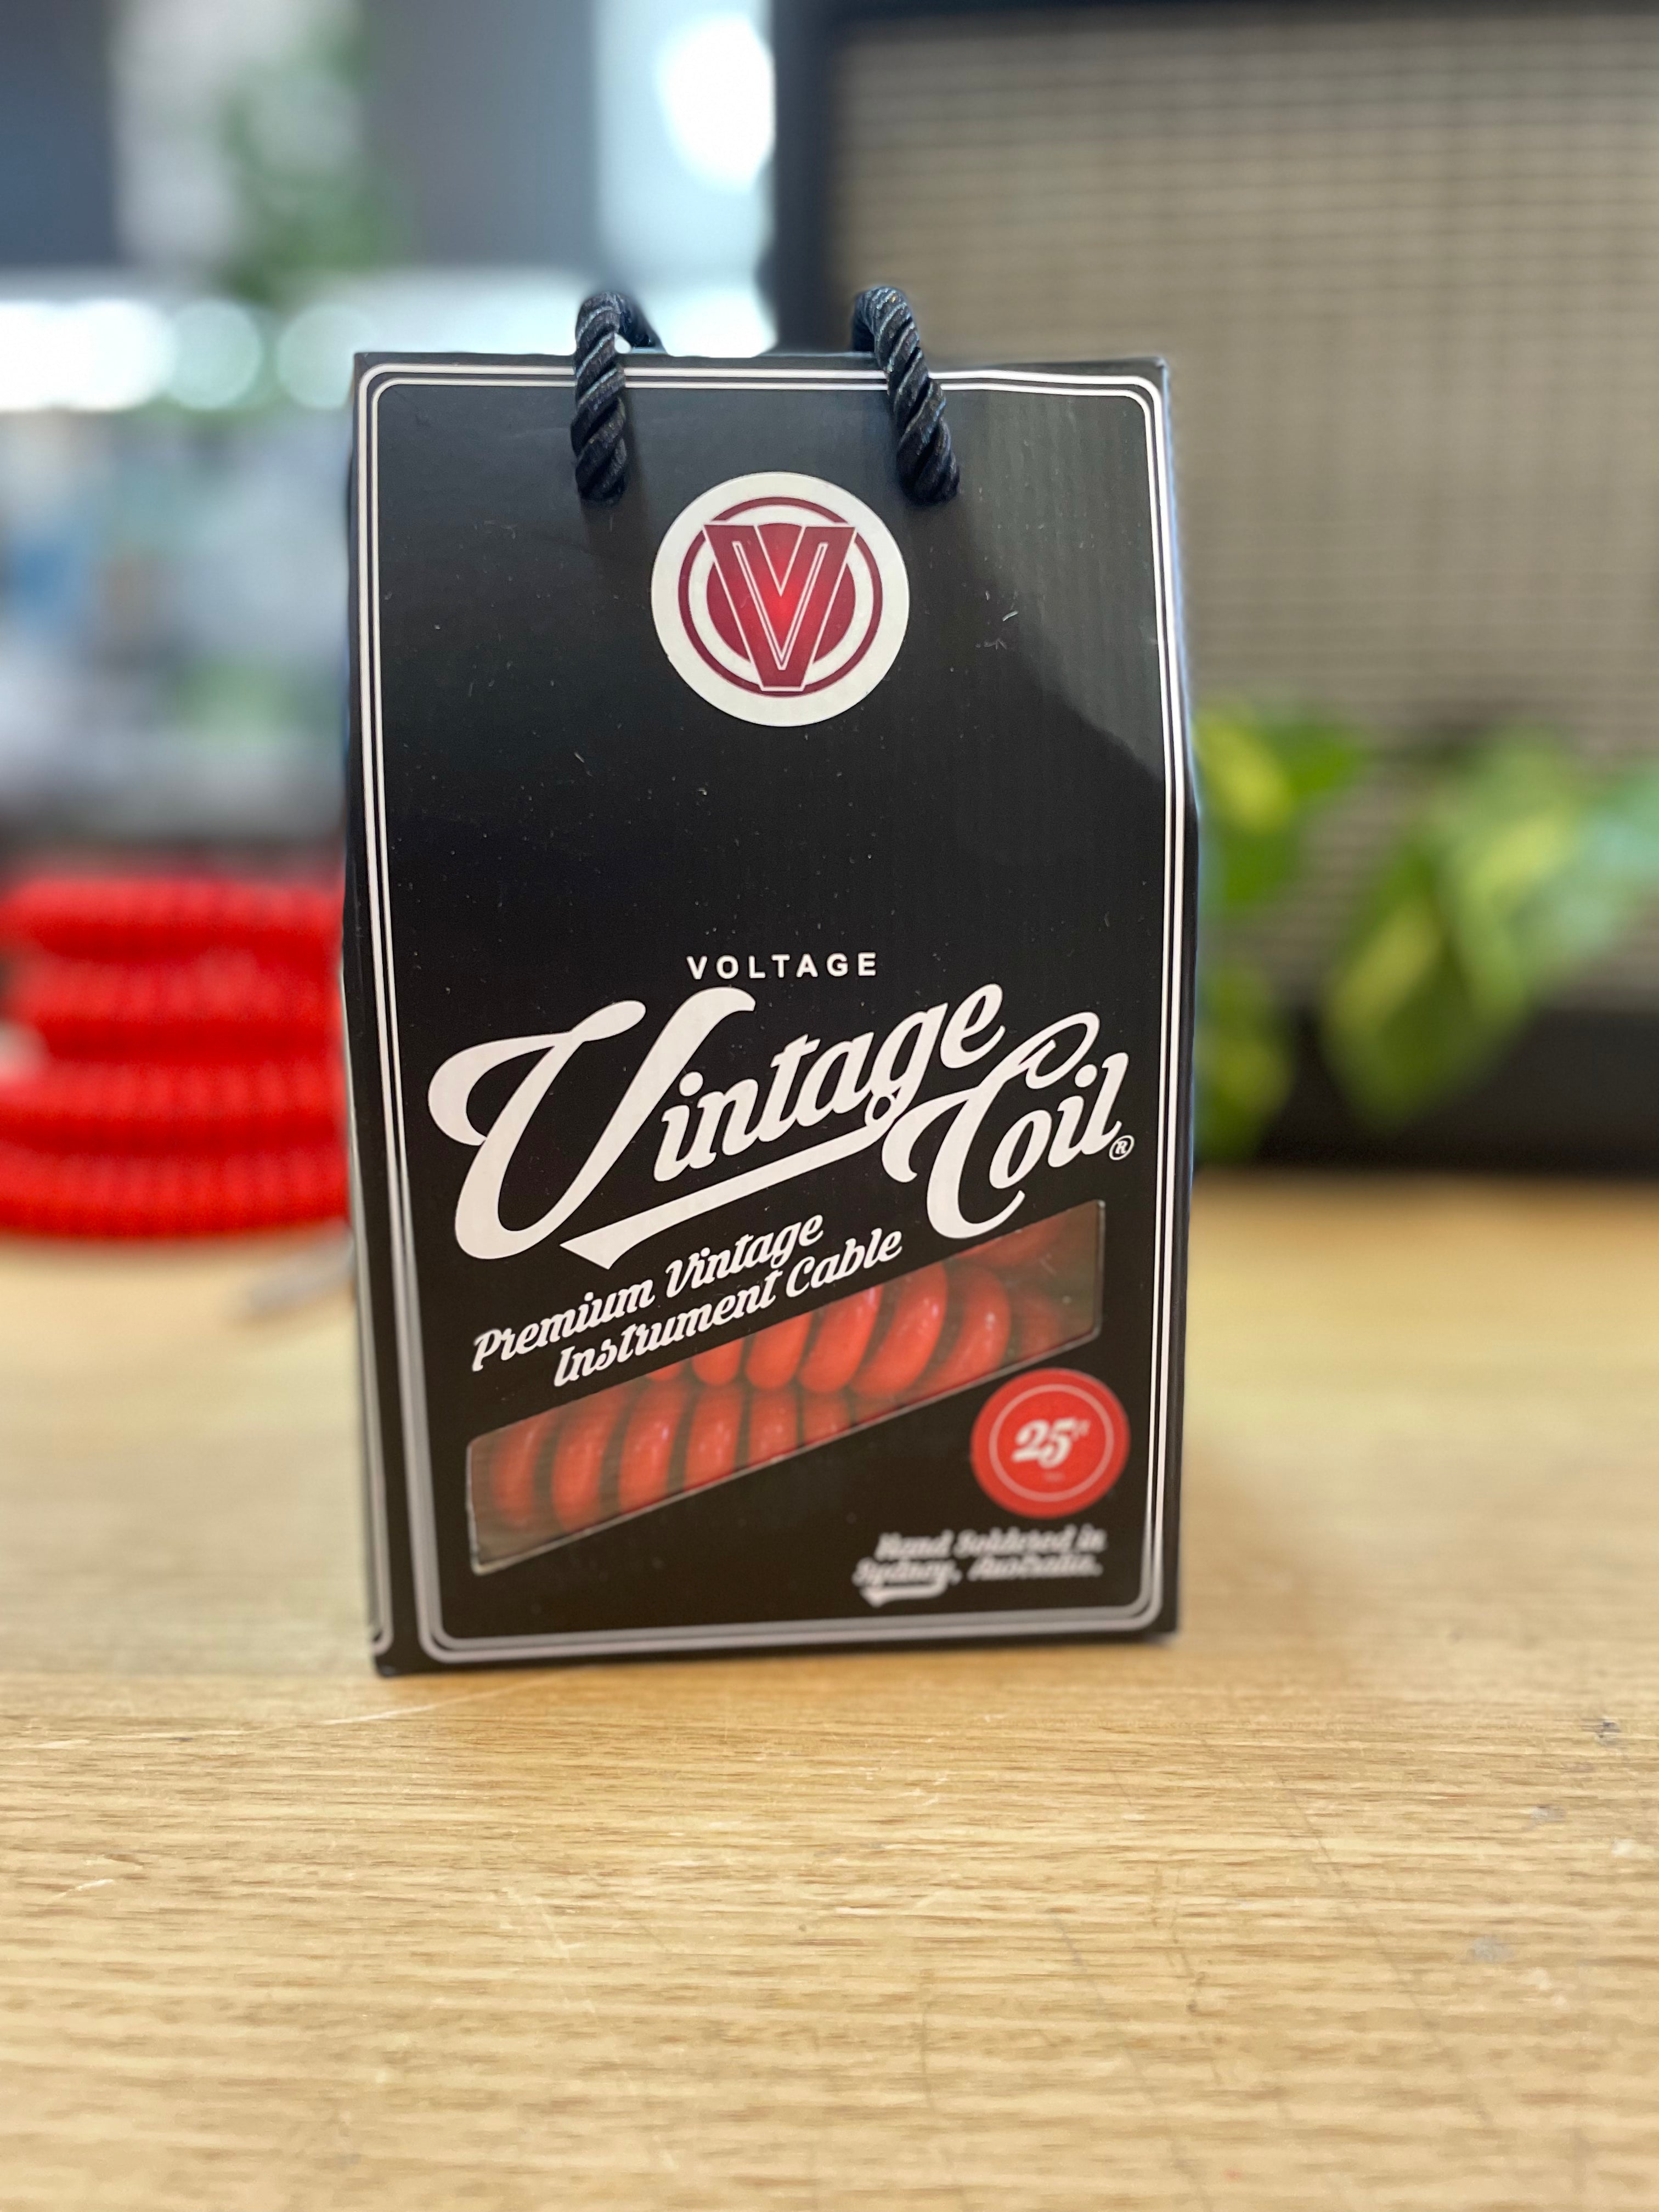 V
VOLTAGE
Vintage
Coil®
Premium Vintage
Instrument Cable
25'
Hand Soldered in
Sydney, Australia.